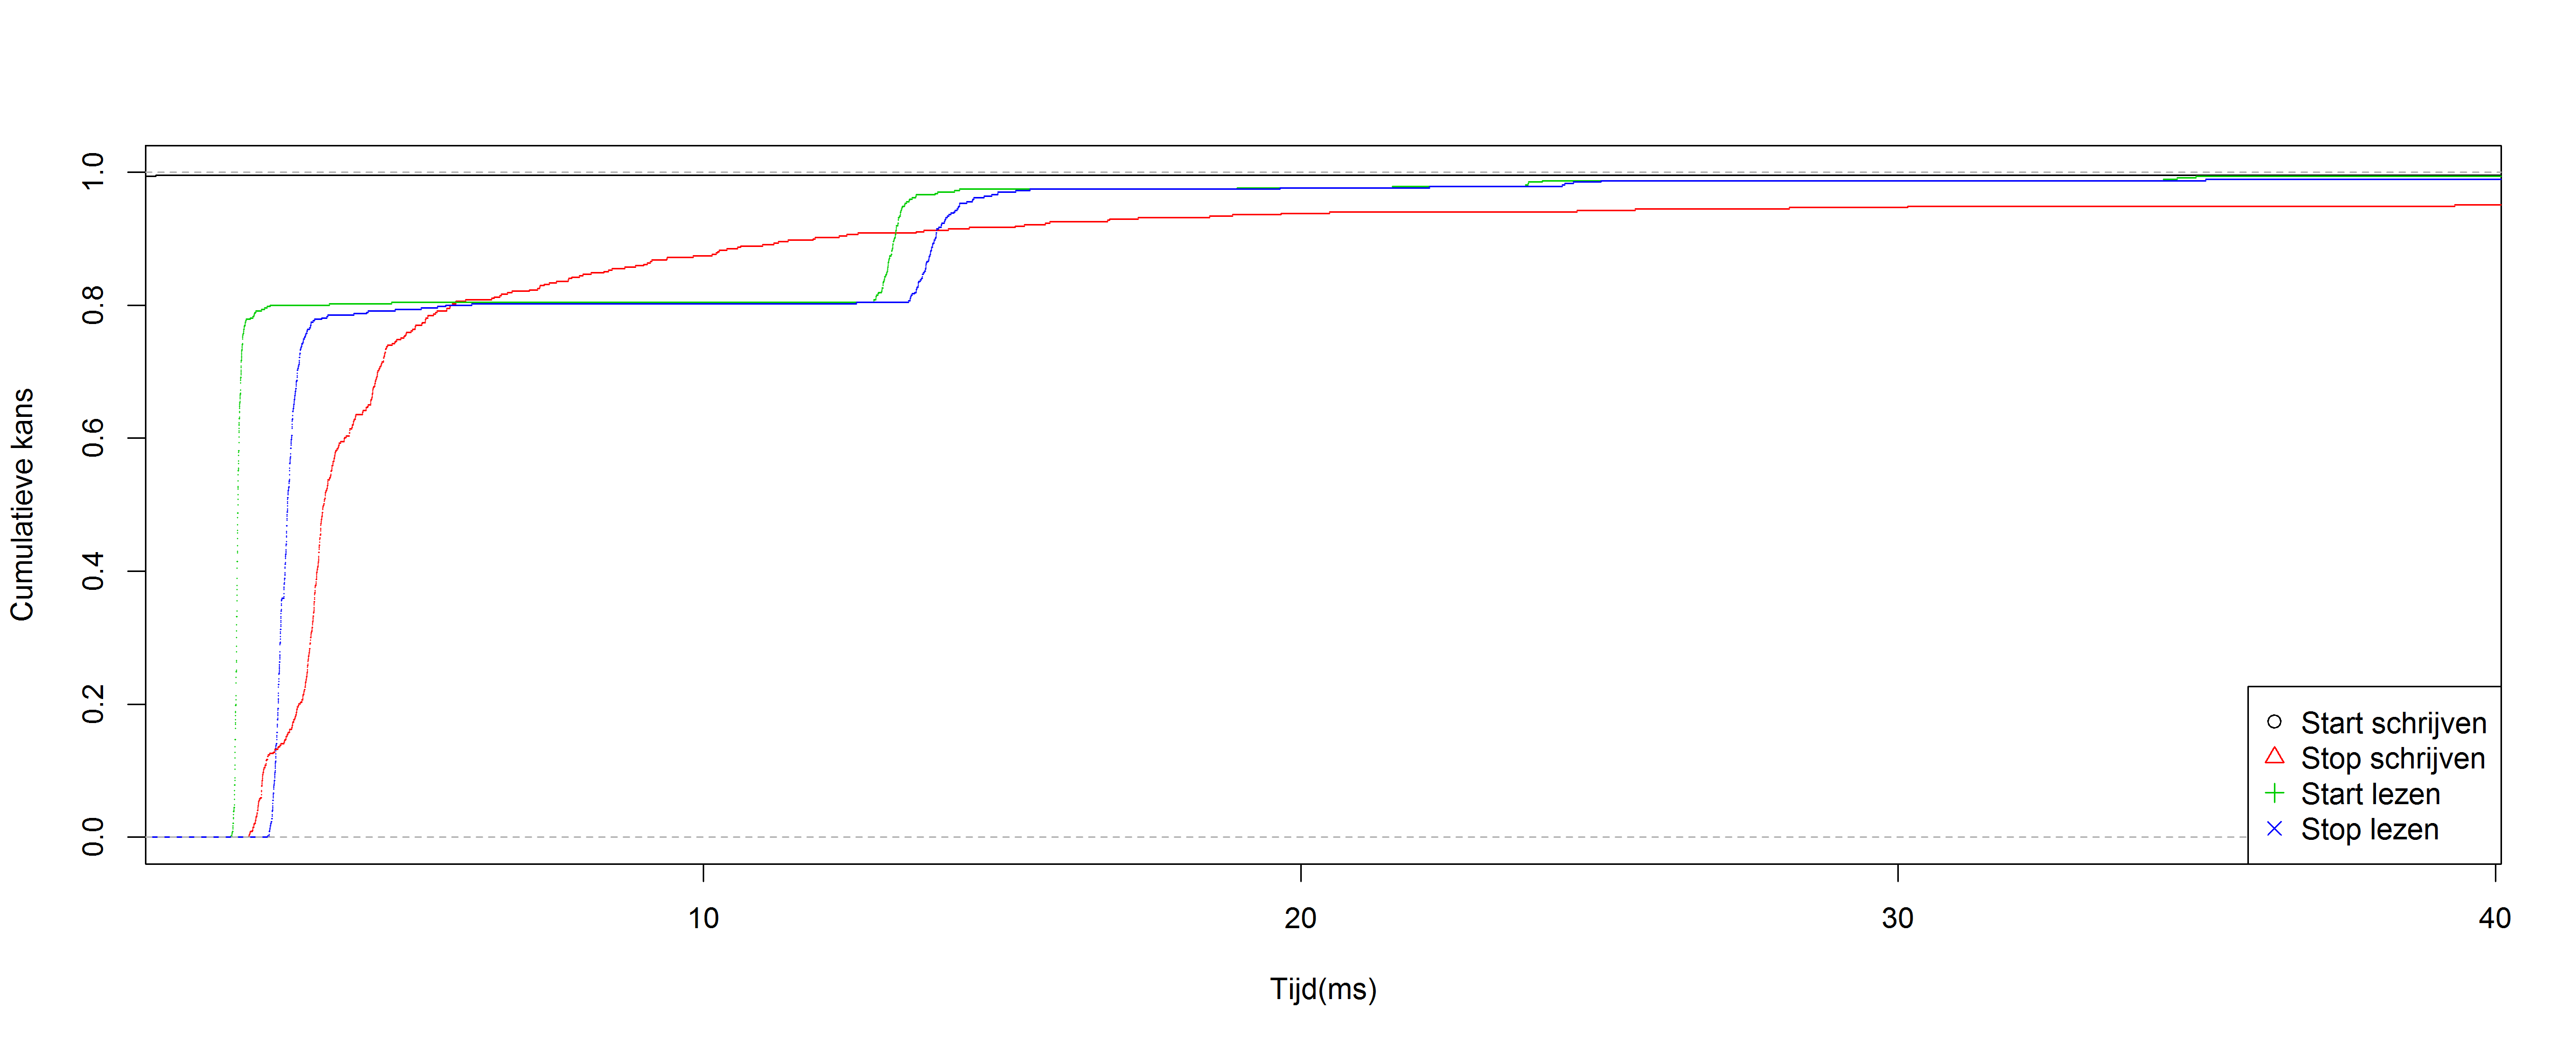 Cumulatieve kans
1.0
0.8
0.6
0.4
0.2
0.0
10 20 30 40
Tijd(ms)
Start schrijven
Stop schrijven
Start lezen
Stop lezen